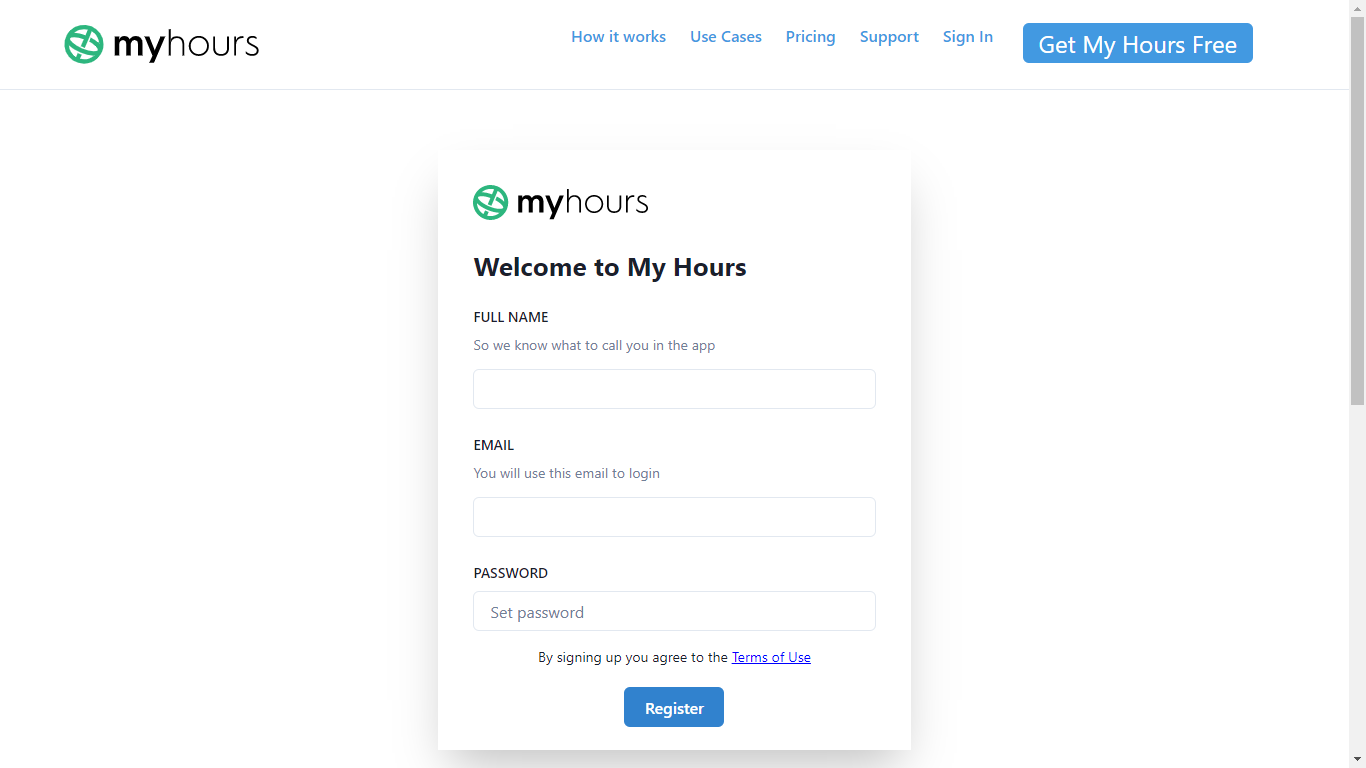 myhours
How it works
Use Cases
Pricing
Support
Sign In
Get My Hours Free
myhours
Welcome to My Hours
FULL NAME
So we know what to call you in the app
EMAIL
You will use this email to login
PASSWORD
Set password
By signing up you agree to the Terms of Use
Register